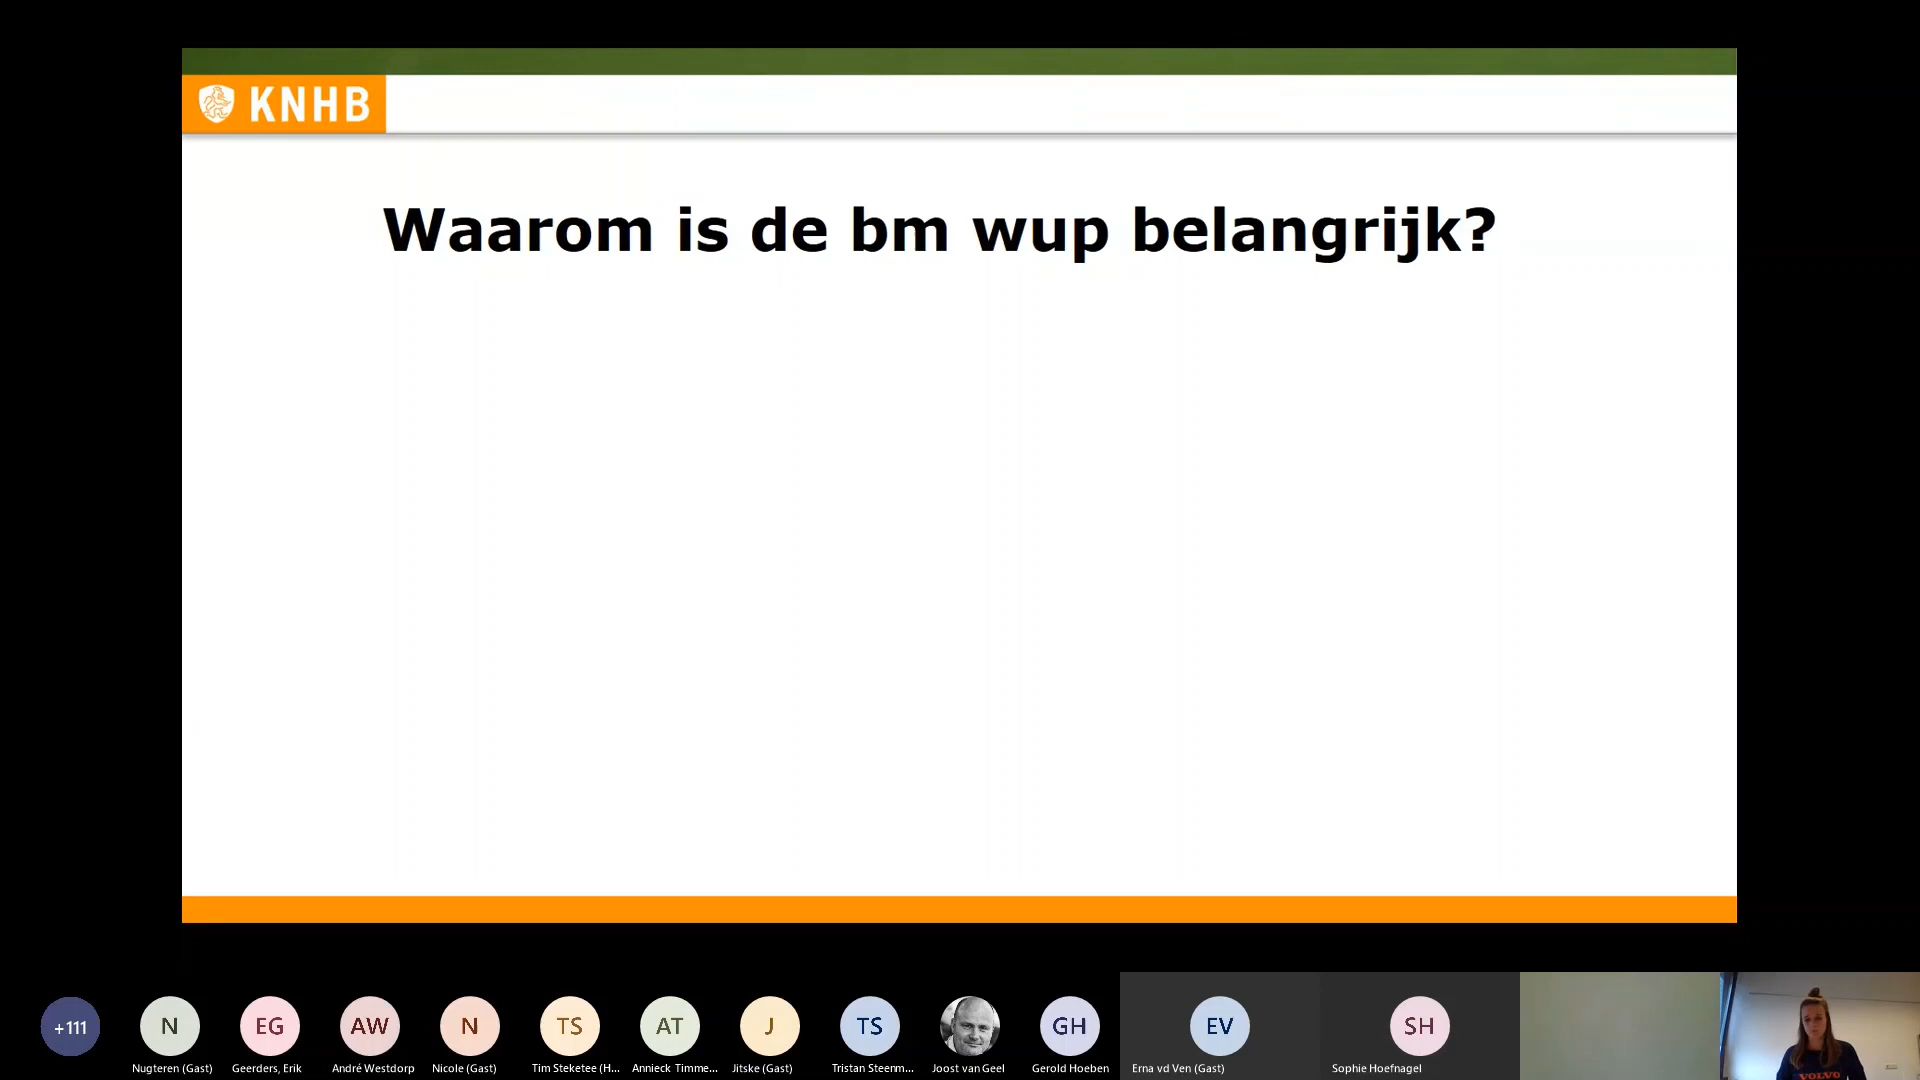 KNHB
Waarom is de bm wup belangrijk?
+111
N
EG
AW
N
TS
AT
J
TS
GH
EV
SH
Nugteren (Gast)
Geerders, Erik
André Westdorp
Nicole (Gast)
Tim Steketee (H...
Annieck Timme...
Jitske (Gast)
Tristan Steenm...
Joost van Geel
Gerold Hoeben
Erna vd Ven (Gast)
Sophie Hoefnagel
VOLVO